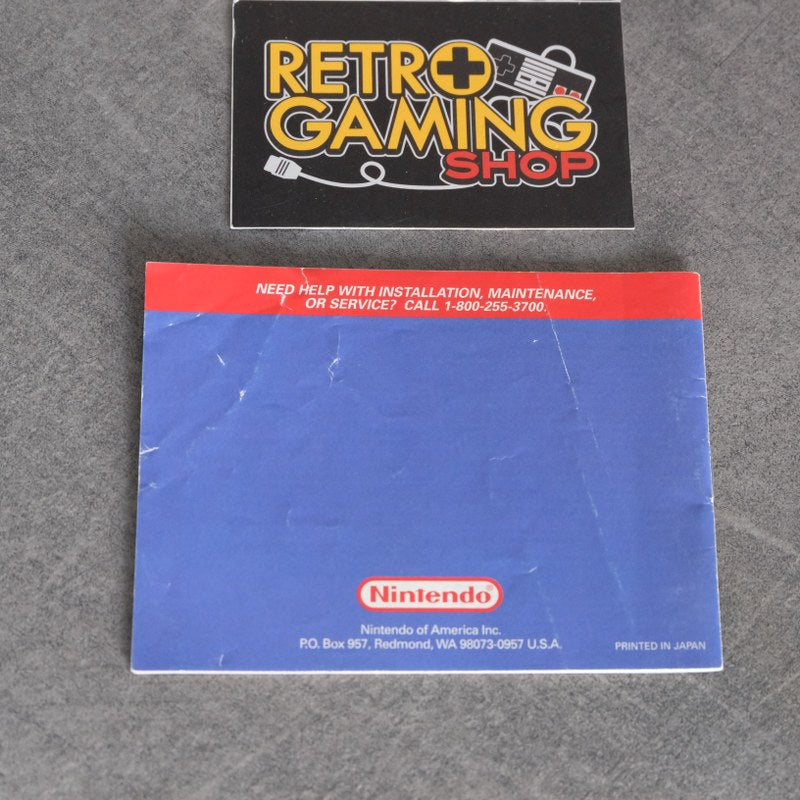 RETRO
GAMING
SHOP
NEED HELP WITH INSTALLATION, MAINTENANCE,
OR SERVICE? CALL 1-800-255-3700.
Nintendo®
Nintendo of America Inc.
P.O. Box 957, Redmond, WA 98073-0957 U.S.A.
PRINTED IN JAPAN